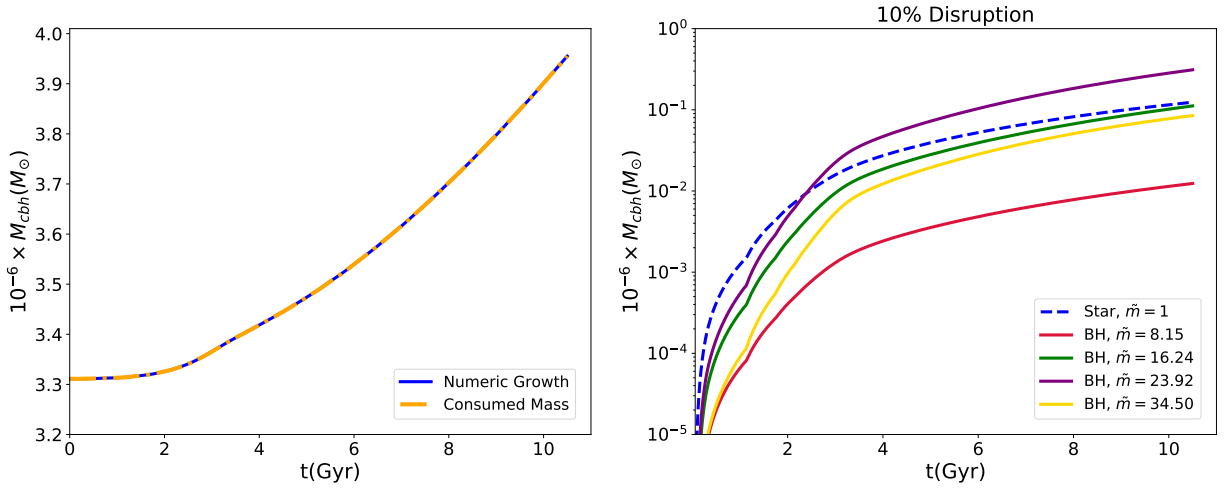 10⁻⁶ × M_cbh(M_⊙)
4.0
3.9
3.8
3.7
3.6
3.5
3.4
3.3
3.2
0
2
4
6
8
10
t(Gyr)
Numeric Growth
Consumed Mass
10% Disruption
10⁻⁶ × M_cbh(M_⊙)
10⁰
10⁻¹
10⁻²
10⁻³
10⁻⁴
10⁻⁵
2
4
6
8
10
t(Gyr)
Star, m̃ = 1
BH, m̃ = 8.15
BH, m̃ = 16.24
BH, m̃ = 23.92
BH, m̃ = 34.50